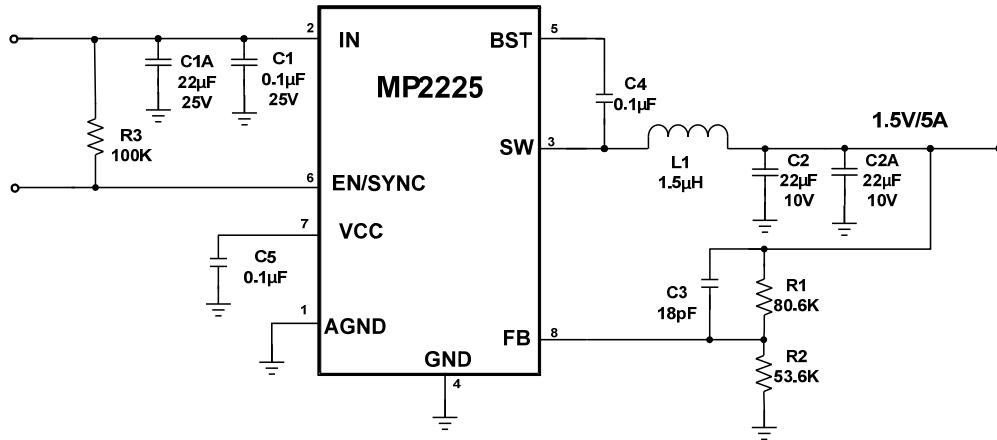 2
IN
C1A
22µF
25V
C1
0.1µF
25V
MP2225
BST
5
C4
0.1µF
R3
100K
SW
3
L1
1.5µH
1.5V/5A
C2
22µF
10V
C2A
22µF
10V
6
EN/SYNC
7
VCC
C5
0.1µF
1
AGND
C3
18pF
R1
80.6K
FB
8
R2
53.6K
GND
4